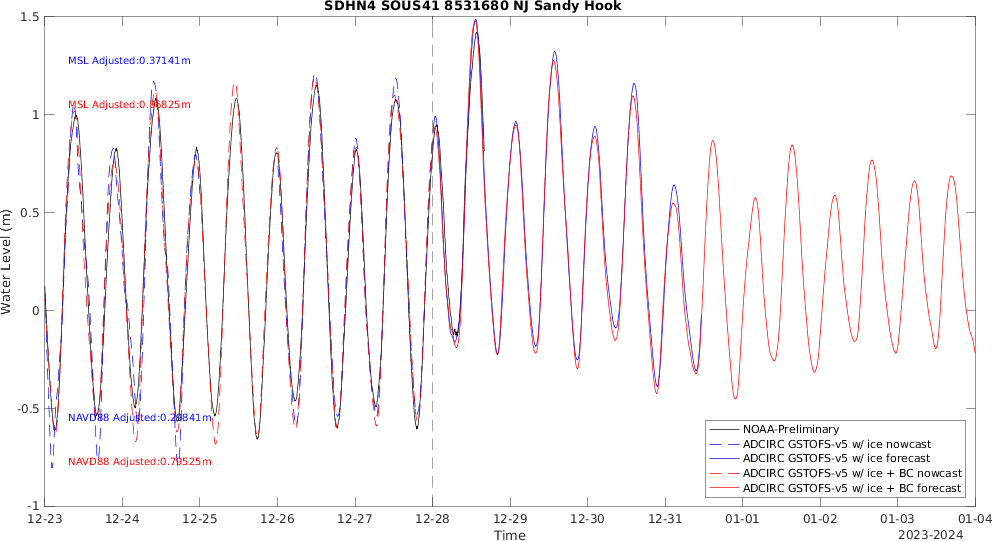 SDHN4 SOUS41 8531680 NJ Sandy Hook
1.5
MSL Adjusted:0.37141m
MSL Adjusted:0.86825m
1
0.5
Water Level (m)
0
-0.5
NAVD88 Adjusted:0.29841m
NAVD88 Adjusted:0.79525m
-1
NOAA-Preliminary
ADCIRC GSTOFS-v5 w/ ice nowcast
ADCIRC GSTOFS-v5 w/ ice forecast
ADCIRC GSTOFS-v5 w/ ice + BC nowcast
ADCIRC GSTOFS-v5 w/ ice + BC forecast
12-23 12-24 12-25 12-26 12-27 12-28 12-29 12-30 12-31 01-01 01-02 01-03 01-04
Time
2023-2024